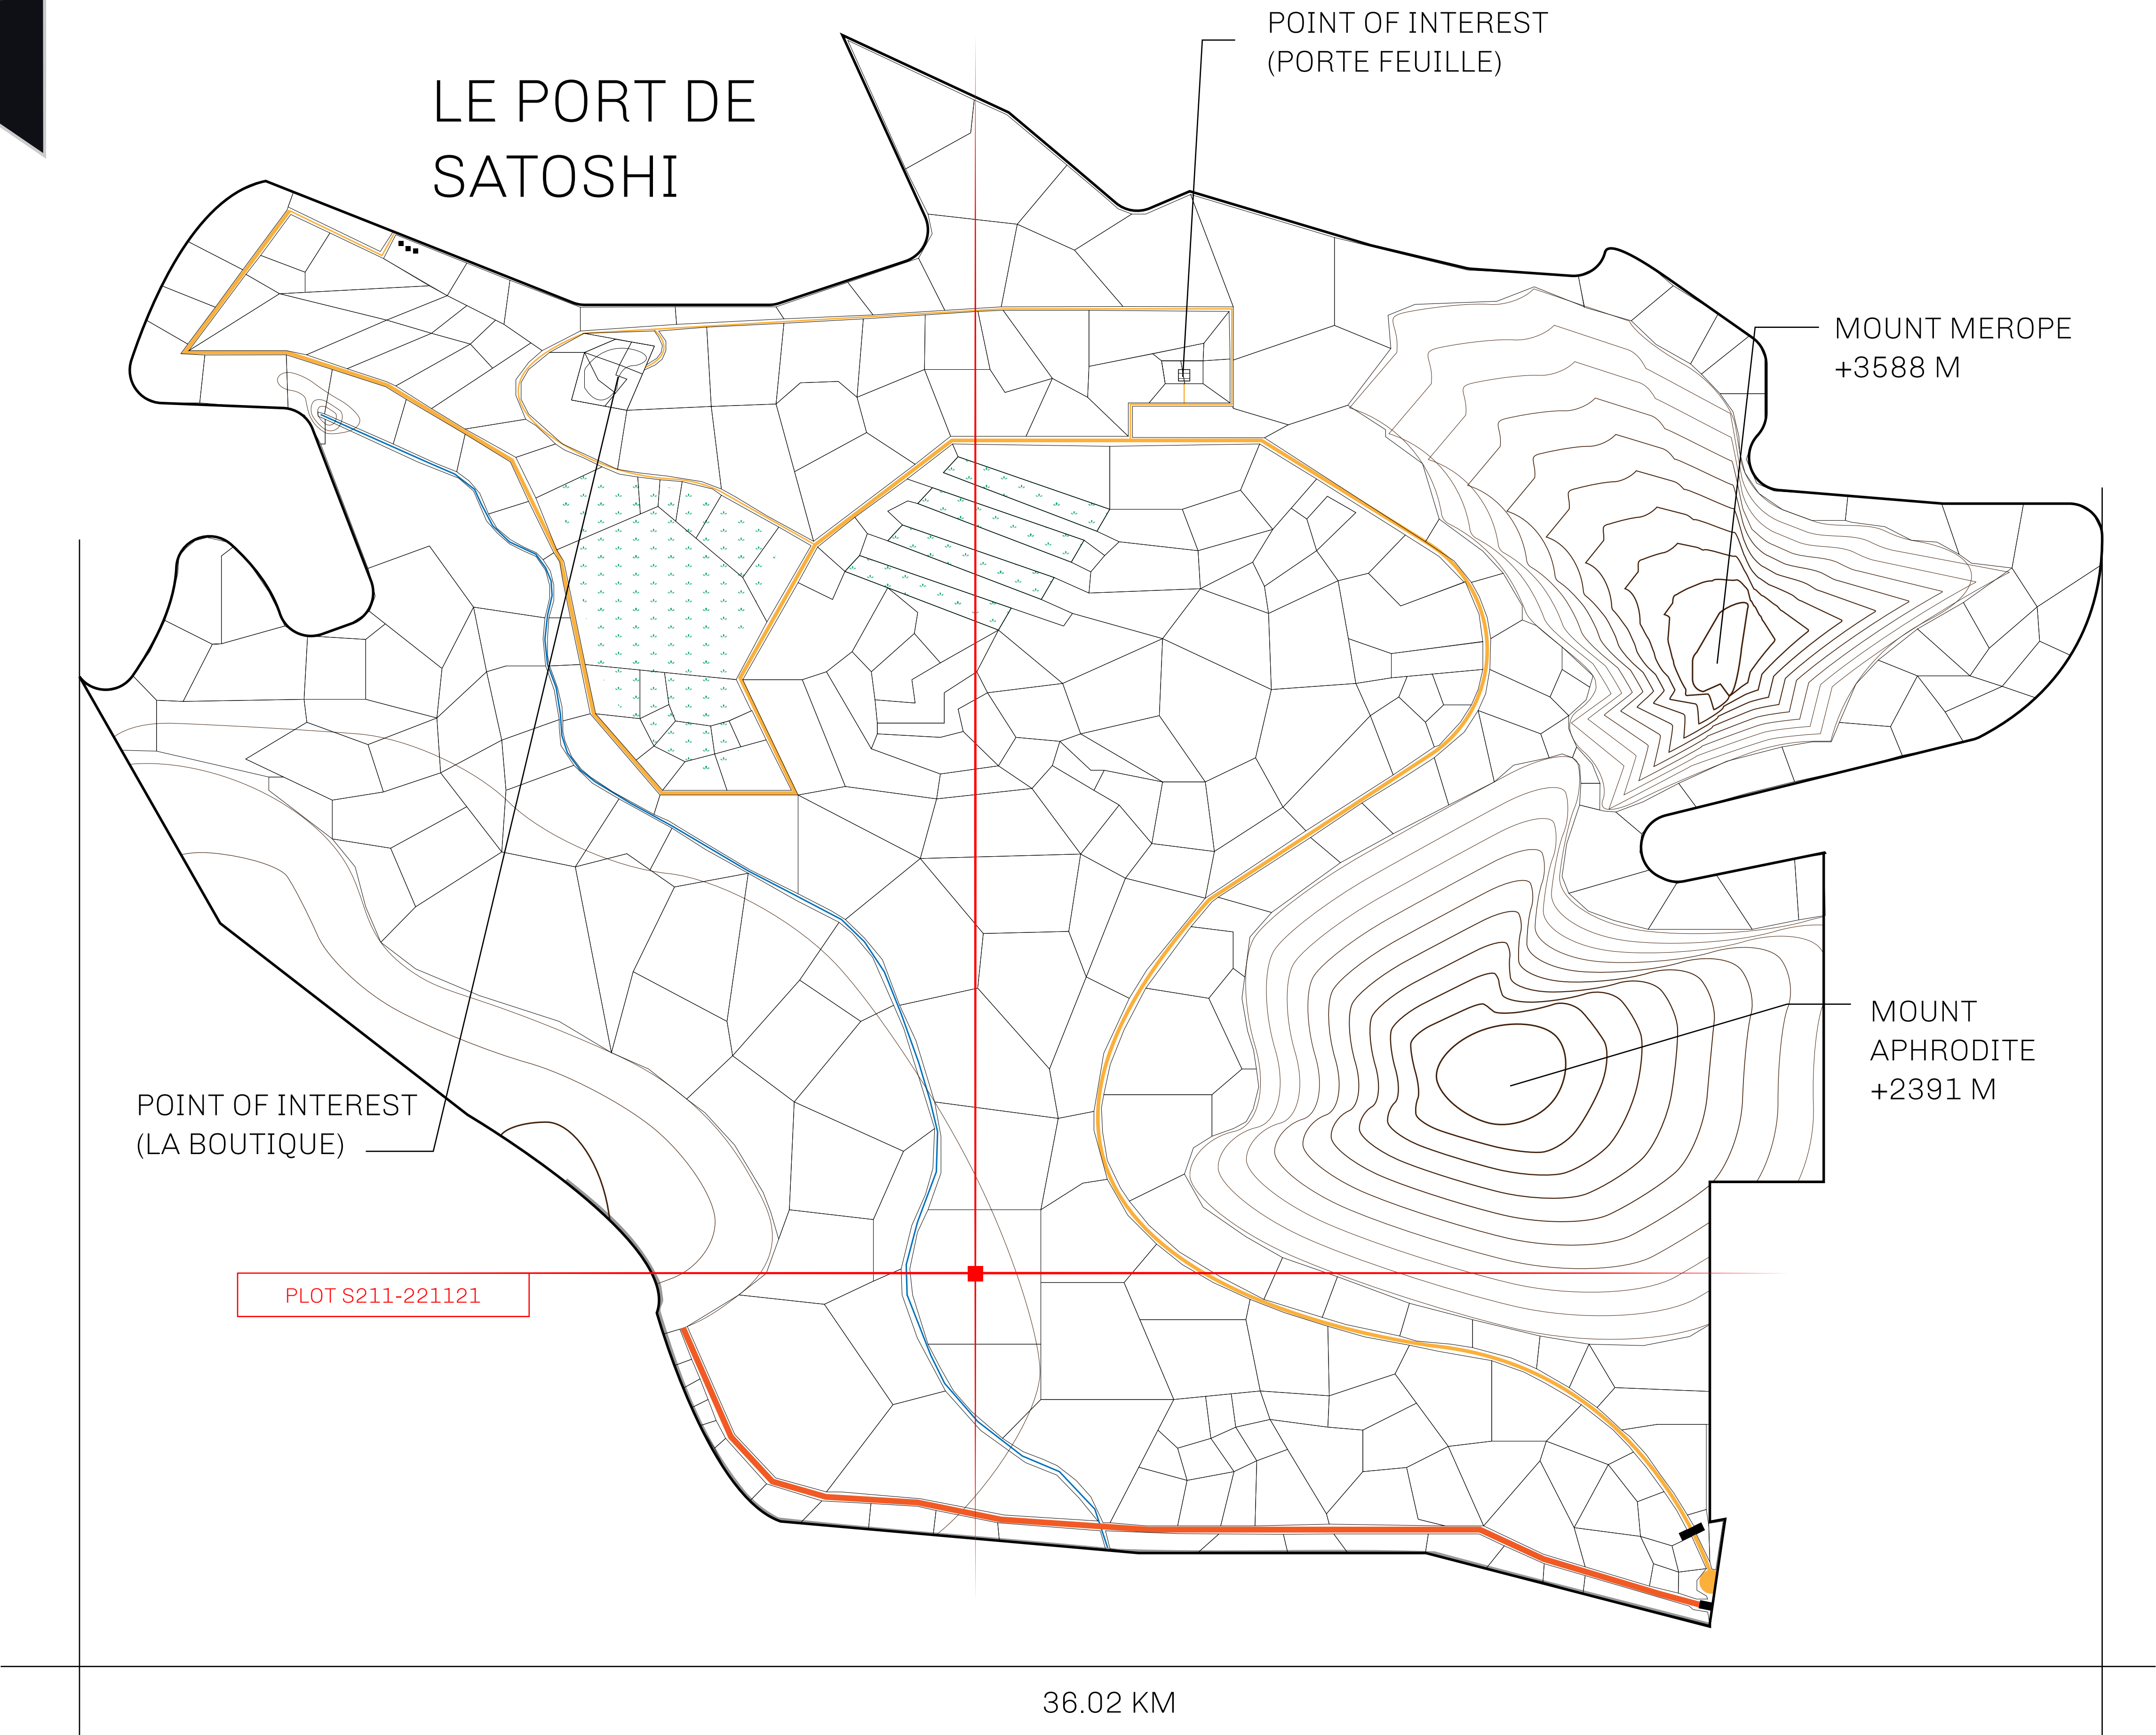 POINT OF INTEREST
(PORTE FEUILLE)
LE PORT DE
SATOSHI
MOUNT MEROPE
+3588 M
MOUNT
APHRODITE
+2391 M
POINT OF INTEREST
(LA BOUTIQUE)
PLOT S211-221121
36.02 KM